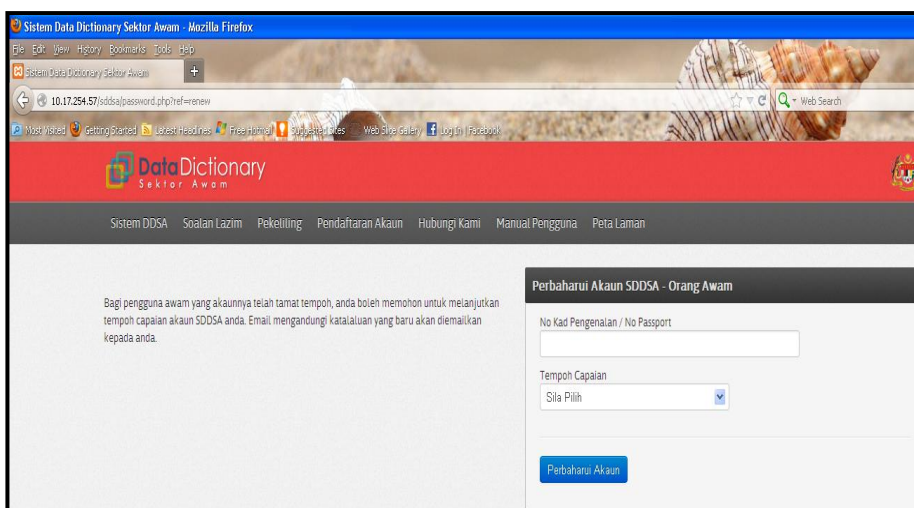 Sistem Data Dictionary Sektor Awam - Mozilla Firefox
File Edit View History Bookmarks Tools Help
Sistem Data Dictionary Sektor Awam
10.17.254.57/sddsa/password.php?ref=renew
Web Search
Most Visited Getting Started Latest Headlines Free Hotmail Suggested Sites Web Slice Gallery Log In | Facebook
Data Dictionary
Sektor Awam
Sistem DDSA Soalan Lazim Pekeliling Pendaftaran Akaun Hubungi Kami Manual Pengguna Peta Laman
Bagi pengguna awam yang akaunnya telah tamat tempoh, anda boleh memohon untuk melanjutkan
tempoh capaian akaun SDDSA anda. Email mengandungi katalaluan yang baru akan diemailkan
kepada anda.
Perbaharui Akaun SDDSA - Orang Awam
No Kad Pengenalan / No Passport
Tempoh Capaian
Sila Pilih
Perbaharui Akaun